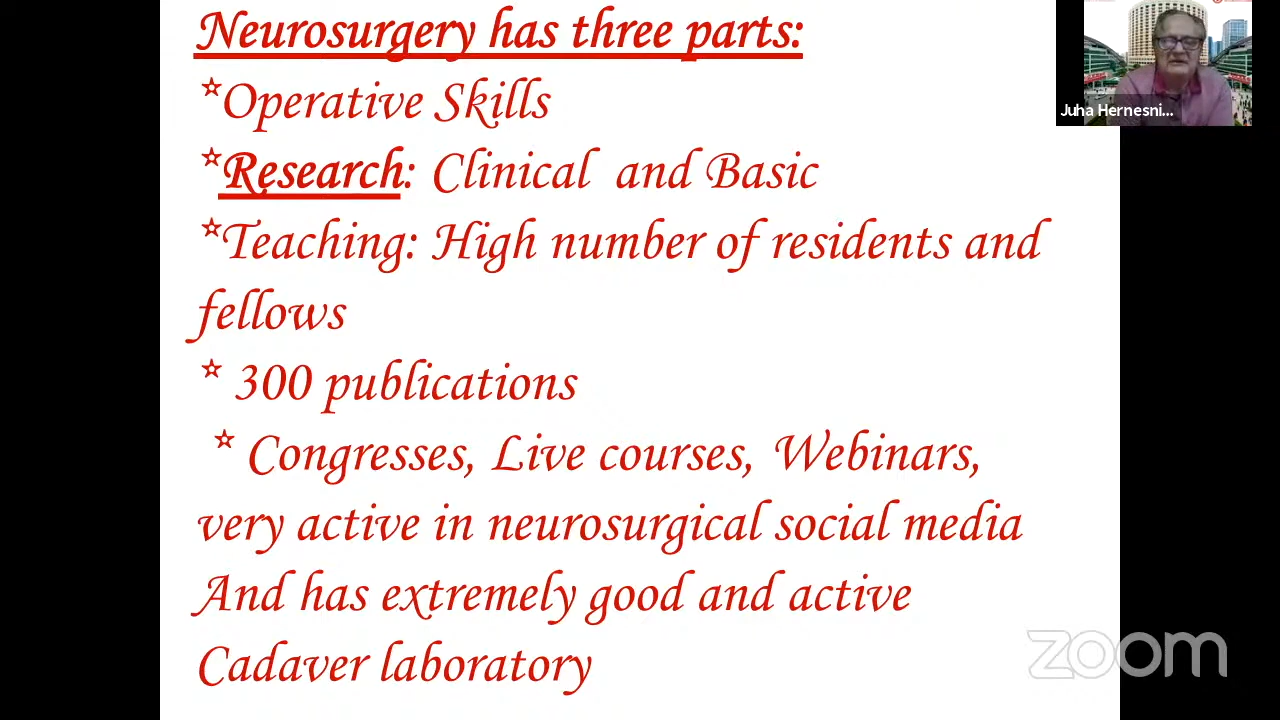 Neurosurgery has three parts:
*Operative Skills
*Research: Clinical and Basic
*Teaching: High number of residents and
fellows
* 300 publications
* Congresses, Live courses, Webinars,
very active in neurosurgical social media
And has extremely good and active
Cadaver laboratory
Juha Hernesni...
zoom